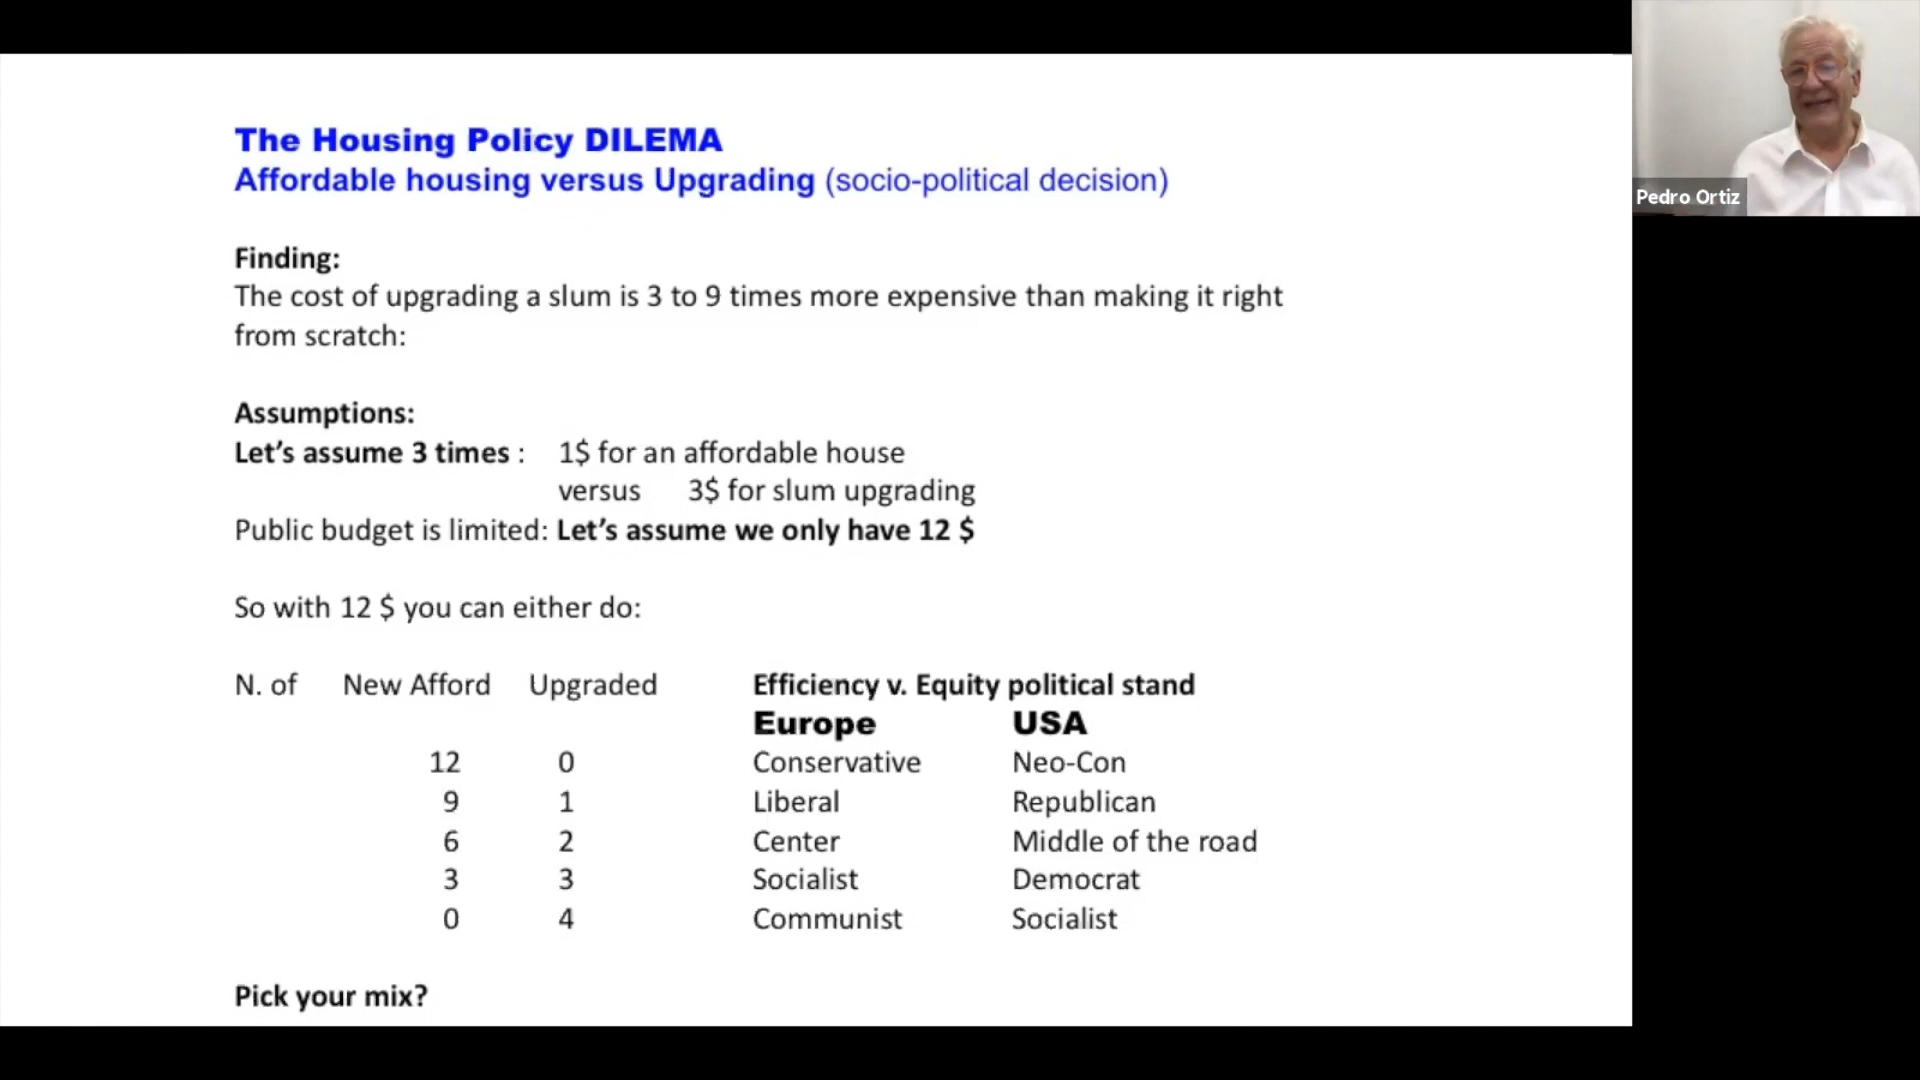 The Housing Policy DILEMA
Affordable housing versus Upgrading (socio-political decision)
Finding:
The cost of upgrading a slum is 3 to 9 times more expensive than making it right
from scratch:
Assumptions:
Let's assume 3 times : 1$ for an affordable house
versus 3$ for slum upgrading
Public budget is limited: Let's assume we only have 12 $
So with 12 $ you can either do:
N. of New Afford Upgraded Efficiency v. Equity political stand
Europe USA
12 0 Conservative Neo-Con
9 1 Liberal Republican
6 2 Center Middle of the road
3 3 Socialist Democrat
0 4 Communist Socialist
Pick your mix?
Pedro Ortiz